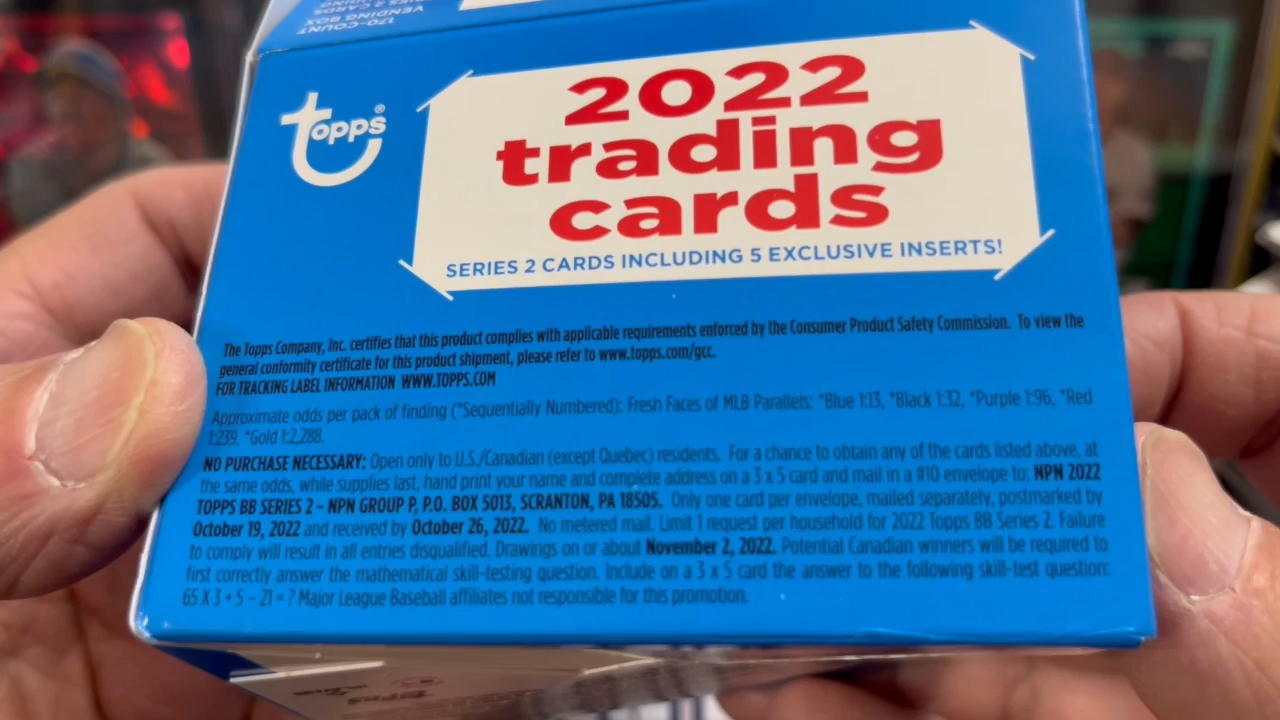 170-COUNT
VENDING BOX
SERIES 2 CARDS
topps®
2022
trading
cards
SERIES 2 CARDS INCLUDING 5 EXCLUSIVE INSERTS!
The Topps Company, Inc. certifies that this product complies with applicable requirements enforced by the Consumer Product Safety Commission. To view the
general conformity certificate for this product shipment, please refer to www.topps.com/gcc.
FOR TRACKING LABEL INFORMATION WWW.TOPPS.COM
Approximate odds per pack of finding (*Sequentially Numbered): Fresh Faces of MLB Parallels: *Blue 1:13, *Black 1:32, *Purple 1:96, *Red
1:239, *Gold 1:2,288.
NO PURCHASE NECESSARY: Open only to U.S./Canadian (except Quebec) residents. For a chance to obtain any of the cards listed above, at
the same odds, while supplies last, hand print your name and complete address on a 3 x 5 card and mail in a #10 envelope to: NPN 2022
TOPPS BB SERIES 2 - NPN GROUP P, P.O. BOX 5013, SCRANTON, PA 18505. Only one card per envelope, mailed separately, postmarked by
October 19, 2022 and received by October 26, 2022. No metered mail. Limit 1 request per household for 2022 Topps BB Series 2. Failure
to comply will result in all entries disqualified. Drawings on or about November 2, 2022. Potential Canadian winners will be required to
first correctly answer the mathematical skill-testing question. Include on a 3 x 5 card the answer to the following skill-test question:
65 X 3 + 5 - 21 = ? Major League Baseball affiliates not responsible for this promotion.